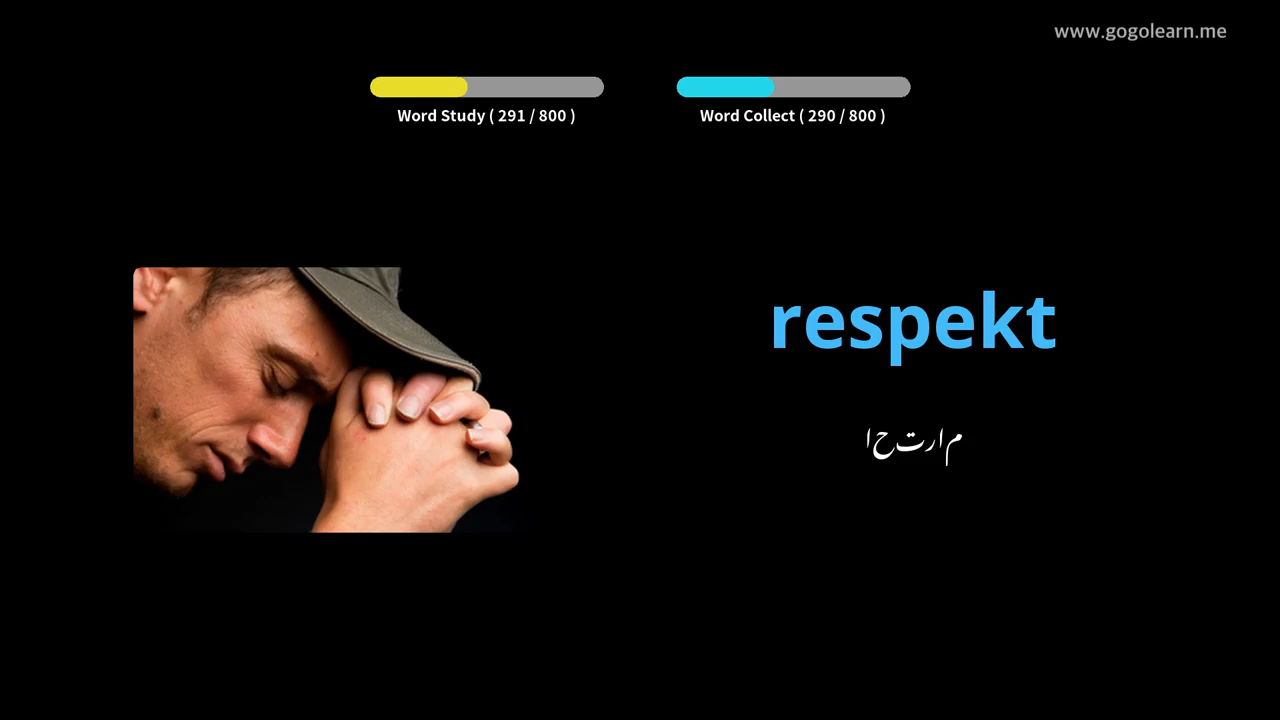 www.gogolearn.me
Word Study ( 291 / 800 )
Word Collect ( 290 / 800 )
respekt
احترام